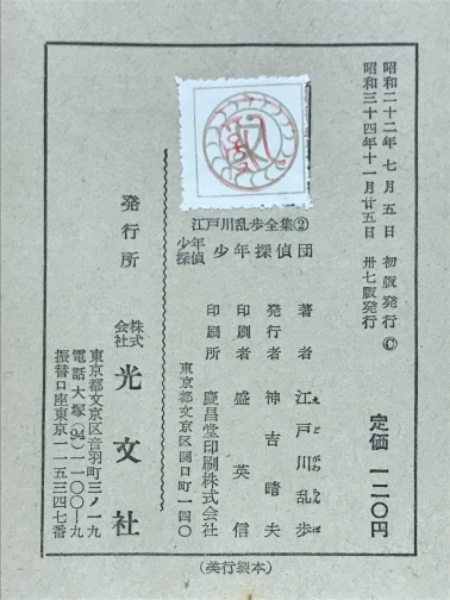 昭和二十二年七月五日 初版発行 ©
昭和三十四年十一月廿五日 卅七版発行
定価 一二〇円
江戸川乱歩全集②
少年探偵 少年探偵団
著者 江戸川乱歩
えどがわらんぽ
発行者 神吉晴夫
印刷者 盛英信
印刷所 慶昌堂印刷株式会社
東京都文京区関口町一四〇
発行所 株式会社 光文社
東京都文京区音羽町三ノ一九
電話大塚(94)一一〇〇—九
振替口座東京一一五三四七番
(美行製本)